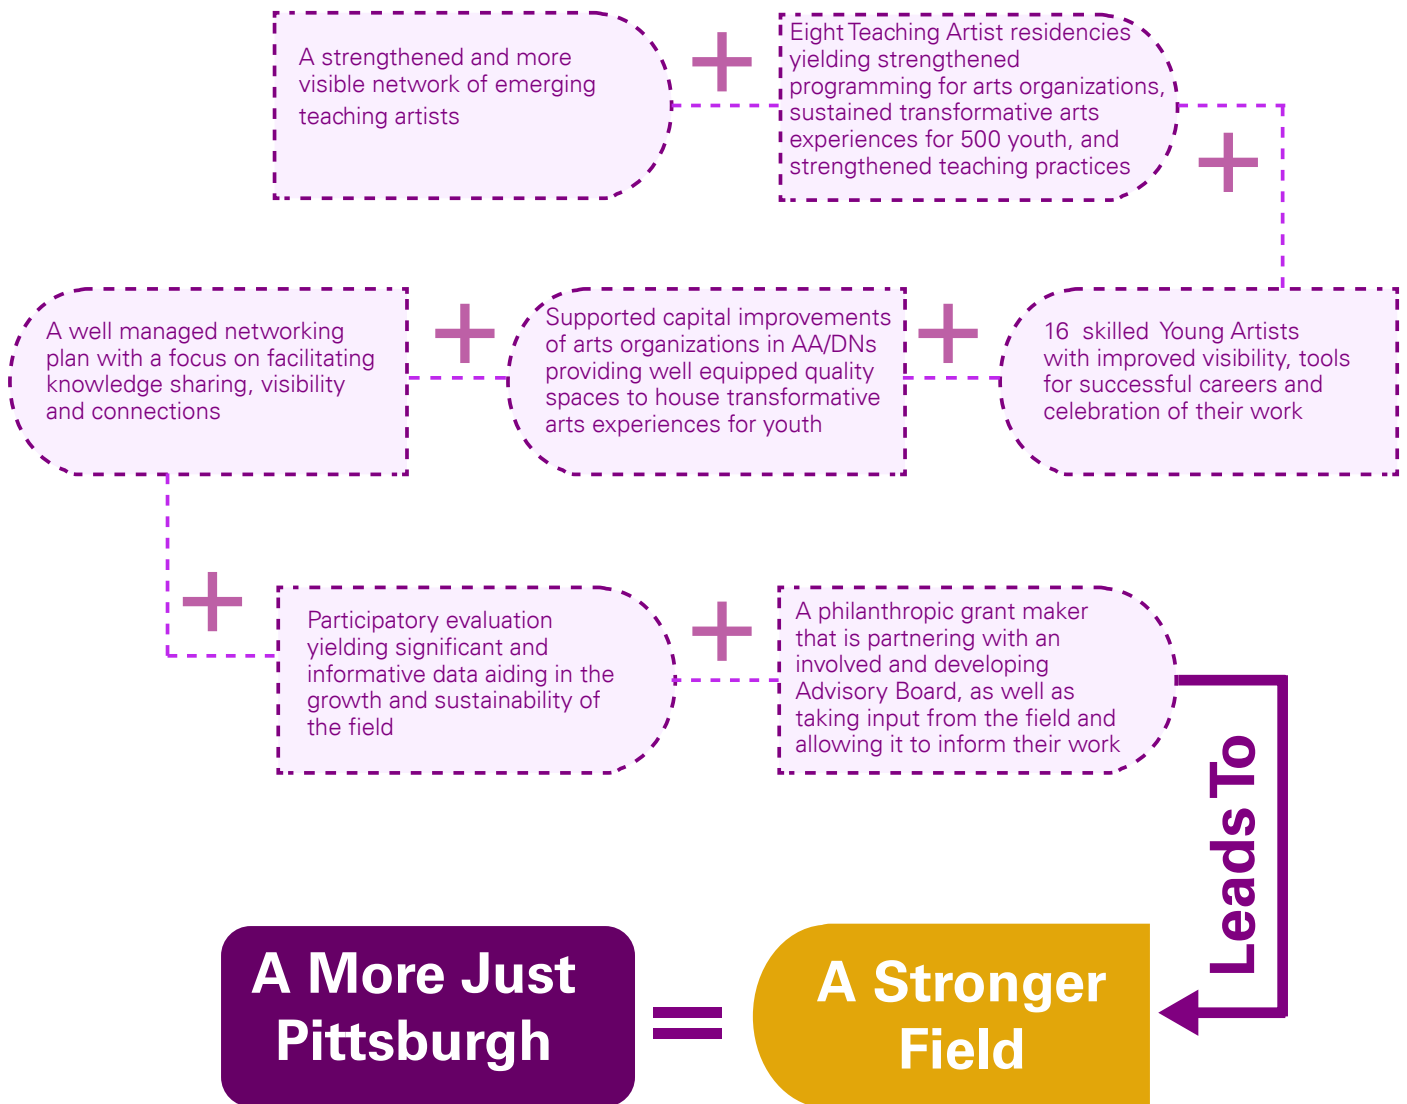 A strengthened and more
visible network of emerging
teaching artists
+
Eight Teaching Artist residencies
yielding strengthened
programming for arts organizations,
sustained transformative arts
experiences for 500 youth, and
strengthened teaching practices
+
16 skilled Young Artists
with improved visibility, tools
for successful careers and
celebration of their work
+
Supported capital improvements
of arts organizations in AA/DNs
providing well equipped quality
spaces to house transformative
arts experiences for youth
+
A well managed networking
plan with a focus on facilitating
knowledge sharing, visibility
and connections
+
Participatory evaluation
yielding significant and
informative data aiding in the
growth and sustainability of
the field
+
A philanthropic grant maker
that is partnering with an
involved and developing
Advisory Board, as well as
taking input from the field and
allowing it to inform their work
Leads To
A Stronger
Field
=
A More Just
Pittsburgh